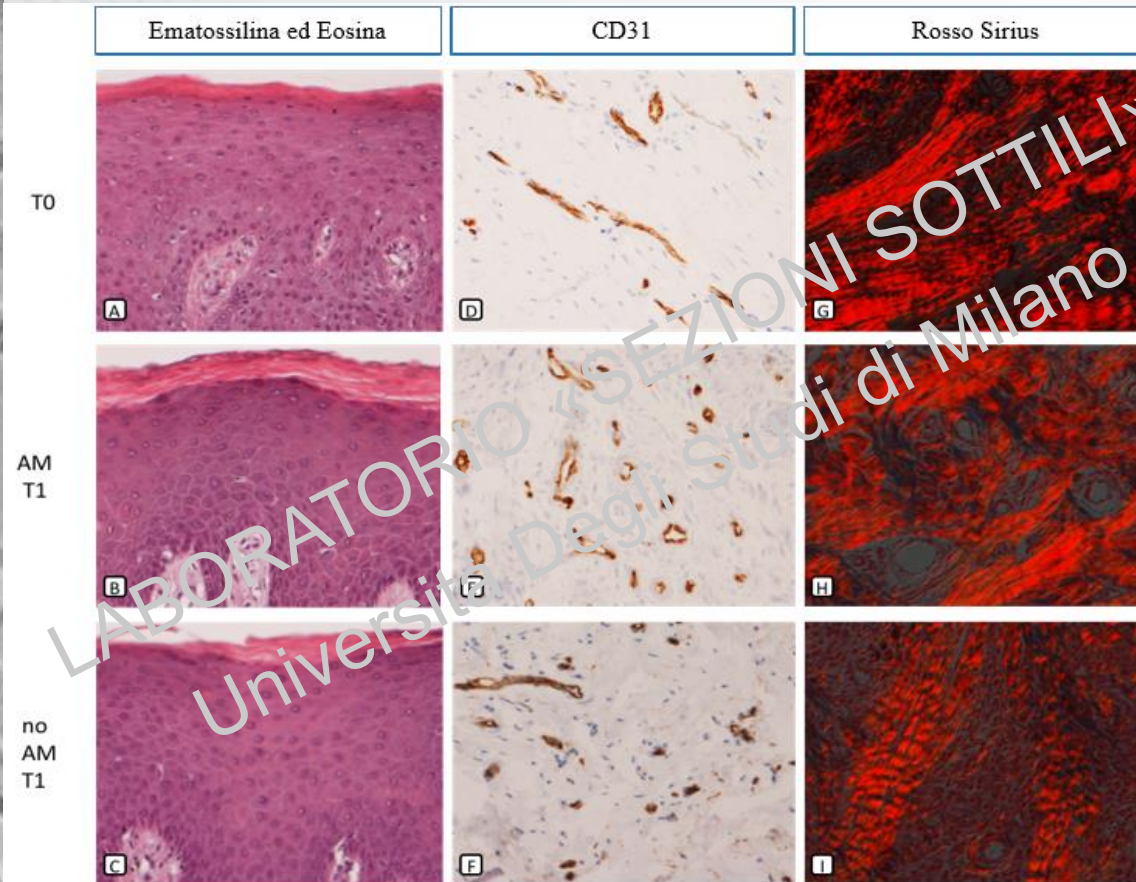 Ematossilina ed Eosina
CD31
Rosso Sirius
T0
A
D
G
AM
T1
B
E
H
no
AM
T1
C
F
I
LABORATORIO «SEZIONI SOTTILI»
Università Degli Studi di Milano